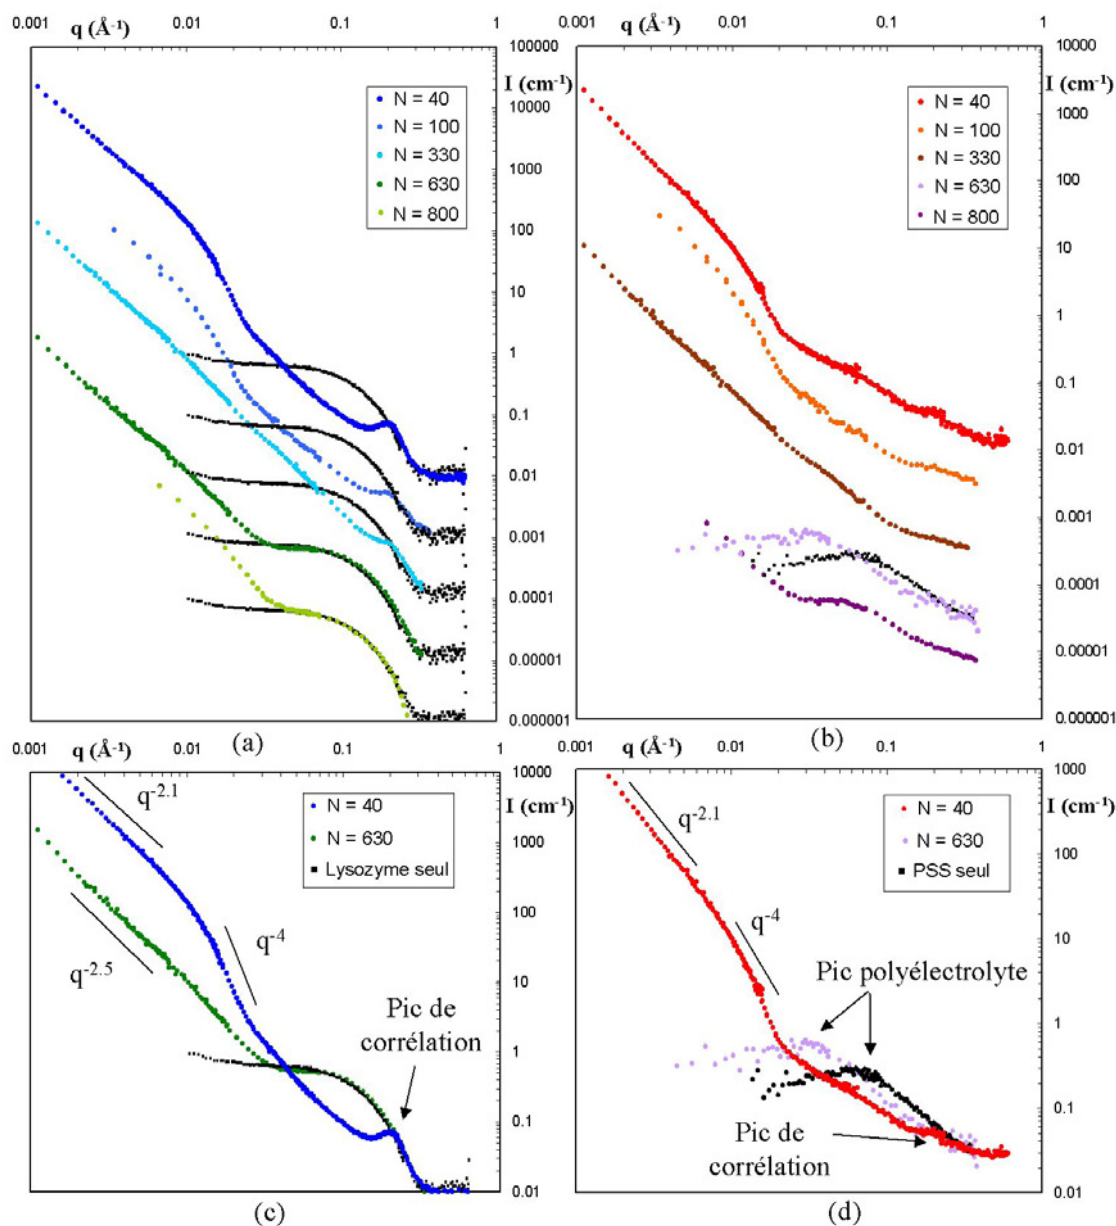 0.001 0.01 0.1 1
q (Å-1)
100000
I (cm-1)
10000
1000
100
10
1
0.1
0.01
0.001
0.0001
0.00001
0.000001
N = 40
N = 100
N = 330
N = 630
N = 800
(a)
0.001 0.01 0.1 1
q (Å-1)
10000
I (cm-1)
1000
100
10
1
0.1
0.01
0.001
0.0001
0.00001
0.000001
N = 40
N = 100
N = 330
N = 630
N = 800
(b)
0.001 0.01 0.1 1
q (Å-1)
10000
I (cm-1)
1000
100
10
1
0.1
0.01
N = 40
N = 630
Lysozyme seul
q-2.1
q-4
q-2.5
Pic de
corrélation
(c)
0.001 0.01 0.1 1
q (Å-1)
1000
I (cm-1)
100
10
1
0.1
0.01
N = 40
N = 630
PSS seul
q-2.1
q-4
Pic polyélectrolyte
Pic de
corrélation
(d)